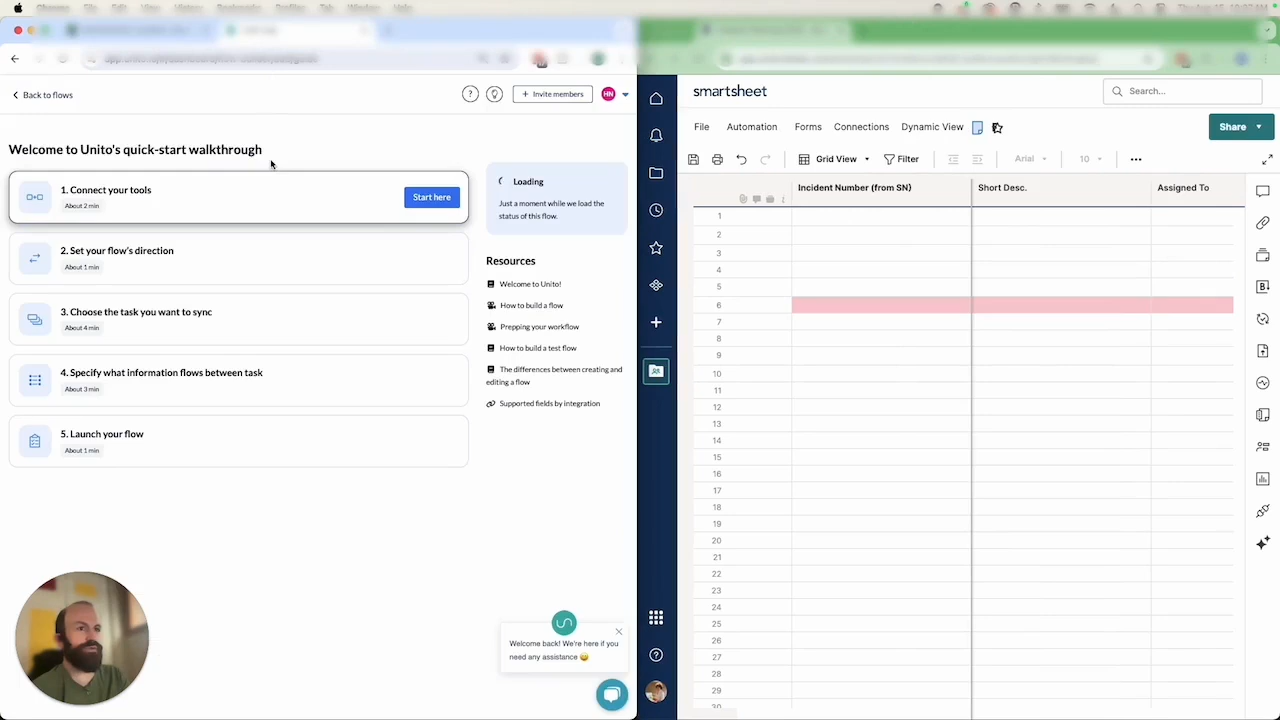 Back to flows
Invite members
HN
Welcome to Unito's quick-start walkthrough
1. Connect your tools
About 2 min
Start here
2. Set your flow's direction
About 1 min
3. Choose the task you want to sync
About 4 min
4. Specify what information flows between task
About 3 min
5. Launch your flow
About 1 min
Loading
Just a moment while we load the
status of this flow.
Resources
Welcome to Unito!
How to build a flow
Prepping your workflow
How to build a test flow
The differences between creating and
editing a flow
Supported fields by integration
Welcome back! We're here if you
need any assistance 😄
smartsheet
Search...
File Automation Forms Connections Dynamic View
Share
Grid View Filter Arial 10
Incident Number (from SN) Short Desc. Assigned To
1
2
3
4
5
6
7
8
9
10
11
12
13
14
15
16
17
18
19
20
21
22
23
24
25
26
27
28
29
30